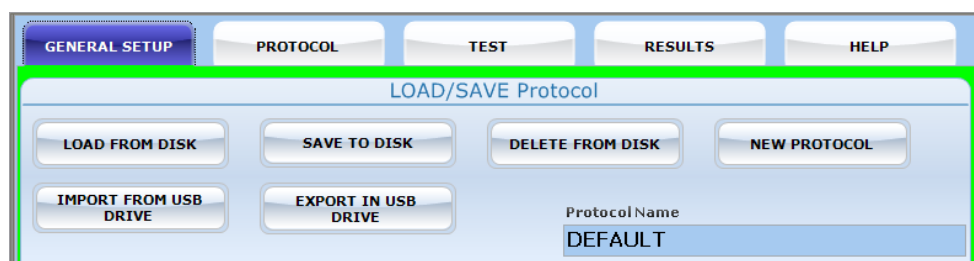 GENERAL SETUP
PROTOCOL
TEST
RESULTS
HELP
LOAD/SAVE Protocol
LOAD FROM DISK
SAVE TO DISK
DELETE FROM DISK
NEW PROTOCOL
IMPORT FROM USB
DRIVE
EXPORT IN USB
DRIVE
Protocol Name
DEFAULT